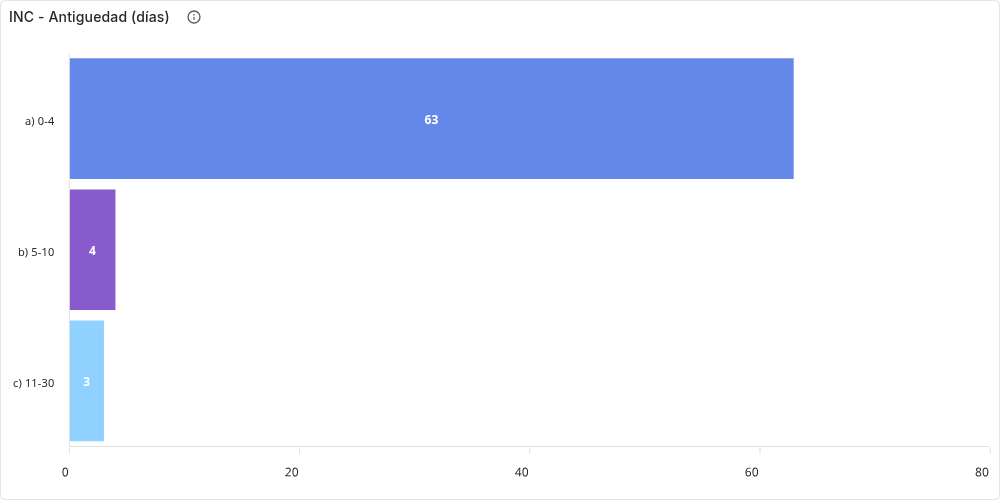 INC - Antiguedad (días)
a) 0-4
63
b) 5-10
4
c) 11-30
3
0 20 40 60 80